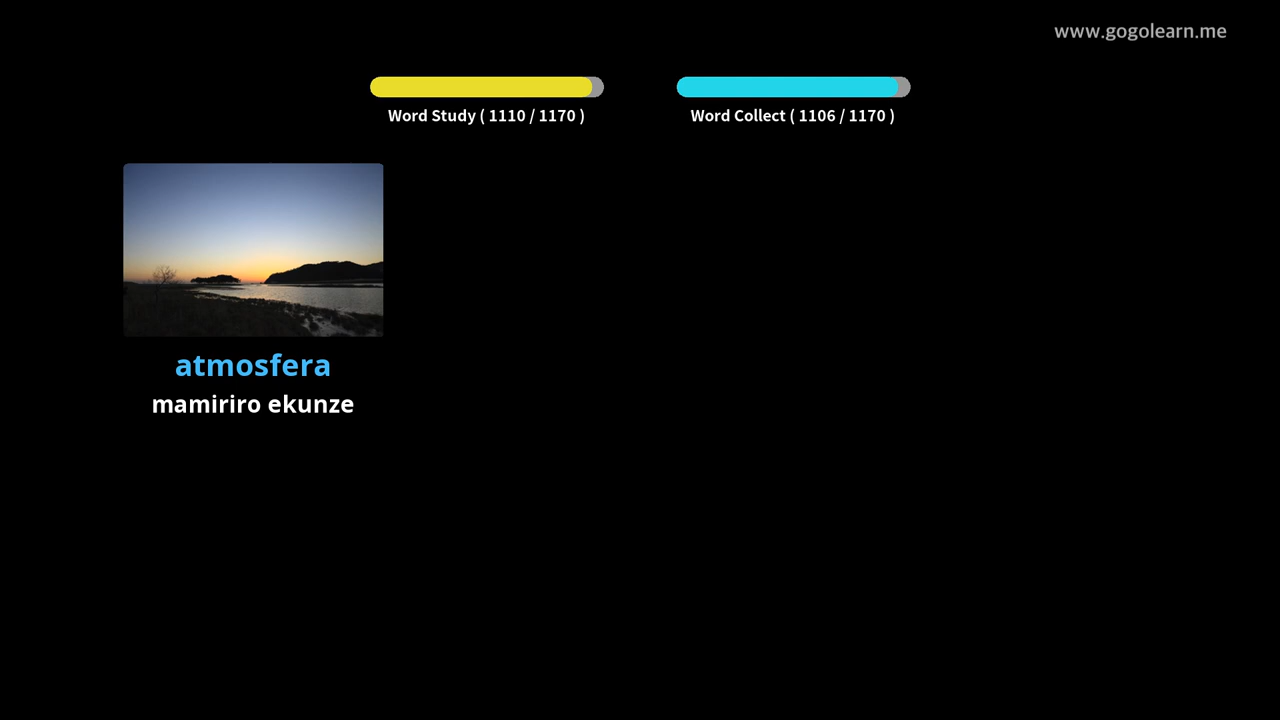 www.gogolearn.me
Word Study ( 1110 / 1170 )
Word Collect ( 1106 / 1170 )
atmosfera
mamiriro ekunze